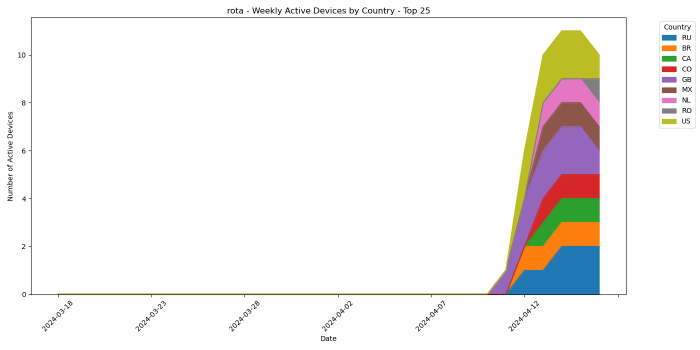 rota - Weekly Active Devices by Country - Top 25
Number of Active Devices
10
8
6
4
2
0
2024-03-18
2024-03-23
2024-03-28
2024-04-02
2024-04-07
2024-04-12
Date
Country
RU
BR
CA
CO
GB
MX
NL
RO
US